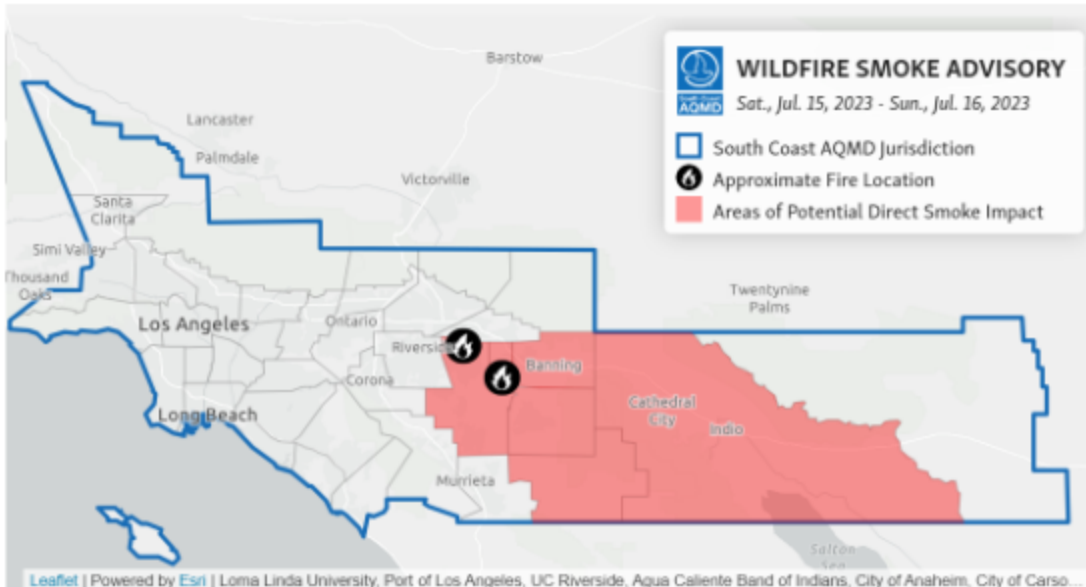 WILDFIRE SMOKE ADVISORY
South Coast
AQMD
Sat., Jul. 15, 2023 - Sun., Jul. 16, 2023
South Coast AQMD Jurisdiction
Approximate Fire Location
Areas of Potential Direct Smoke Impact
Barstow
Lancaster
Palmdale
Victorville
Santa
Clarita
Simi Valley
Thousand
Oaks
Twentynine
Palms
Los Angeles
Ontario
Riverside
Banning
Corona
Cathedral
City
Indio
Long Beach
Murrieta
Salton
Sea
Leaflet | Powered by Esri | Loma Linda University, Port of Los Angeles, UC Riverside, Agua Caliente Band of Indians, City of Anaheim, City of Carso...